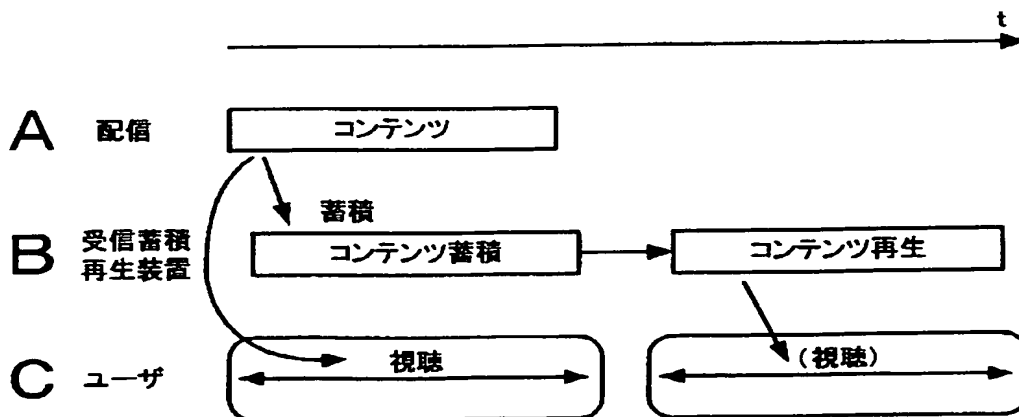 t
A 配信 コンテンツ
蓄積
B 受信蓄積
再生装置 コンテンツ蓄積 コンテンツ再生
C ユーザ 視聴 (視聴)